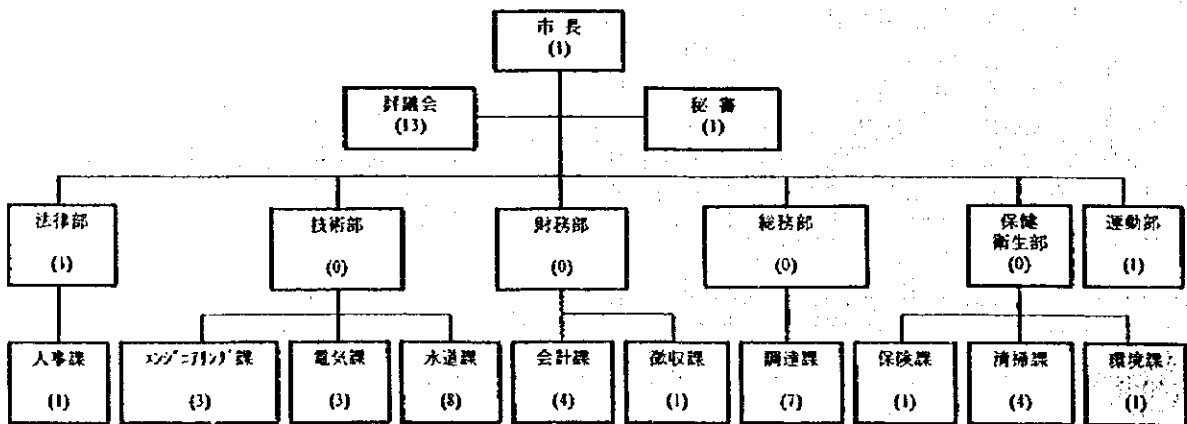 市長
(1)
評議会
(13)
秘書
(1)
法律部
(1)
技術部
(0)
財務部
(0)
総務部
(0)
保健
衛生部
(0)
運動部
(1)
人事課
(1)
エンジニアリング課
(3)
電気課
(3)
水道課
(8)
会計課
(4)
徴収課
(1)
調達課
(7)
保険課
(1)
清掃課
(4)
環境課
(1)